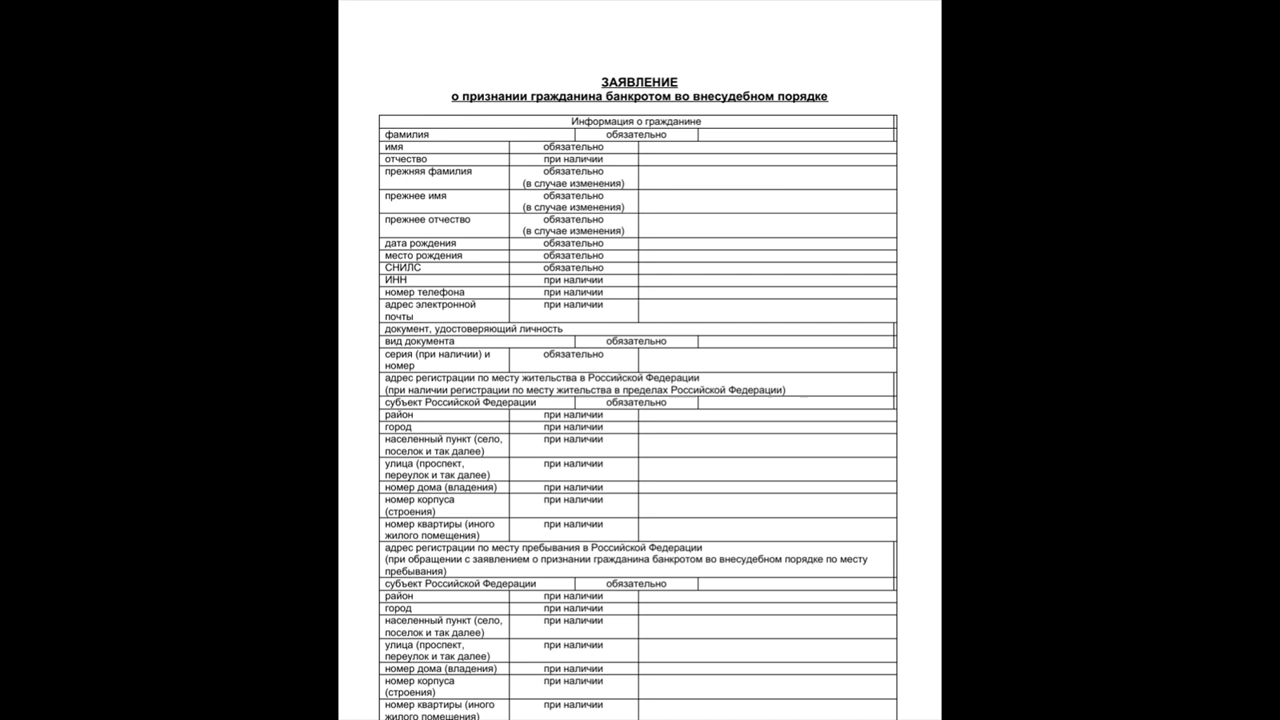 ЗАЯВЛЕНИЕ
о признании гражданина банкротом во внесудебном порядке
Информация о гражданине
фамилия обязательно
имя обязательно
отчество при наличии
прежняя фамилия обязательно
(в случае изменения)
прежнее имя обязательно
(в случае изменения)
прежнее отчество обязательно
(в случае изменения)
дата рождения обязательно
место рождения обязательно
СНИЛС обязательно
ИНН при наличии
номер телефона при наличии
адрес электронной при наличии
почты
документ, удостоверяющий личность
вид документа обязательно
серия (при наличии) и обязательно
номер
адрес регистрации по месту жительства в Российской Федерации
(при наличии регистрации по месту жительства в пределах Российской Федерации)
субъект Российской Федерации обязательно
район при наличии
город при наличии
населенный пункт (село, при наличии
поселок и так далее)
улица (проспект, при наличии
переулок и так далее)
номер дома (владения) при наличии
номер корпуса при наличии
(строения)
номер квартиры (иного при наличии
жилого помещения)
адрес регистрации по месту пребывания в Российской Федерации
(при обращении с заявлением о признании гражданина банкротом во внесудебном порядке по месту
пребывания)
субъект Российской Федерации обязательно
район при наличии
город при наличии
населенный пункт (село, при наличии
поселок и так далее)
улица (проспект, при наличии
переулок и так далее)
номер дома (владения) при наличии
номер корпуса при наличии
(строения)
номер квартиры (иного при наличии
жилого помещения)